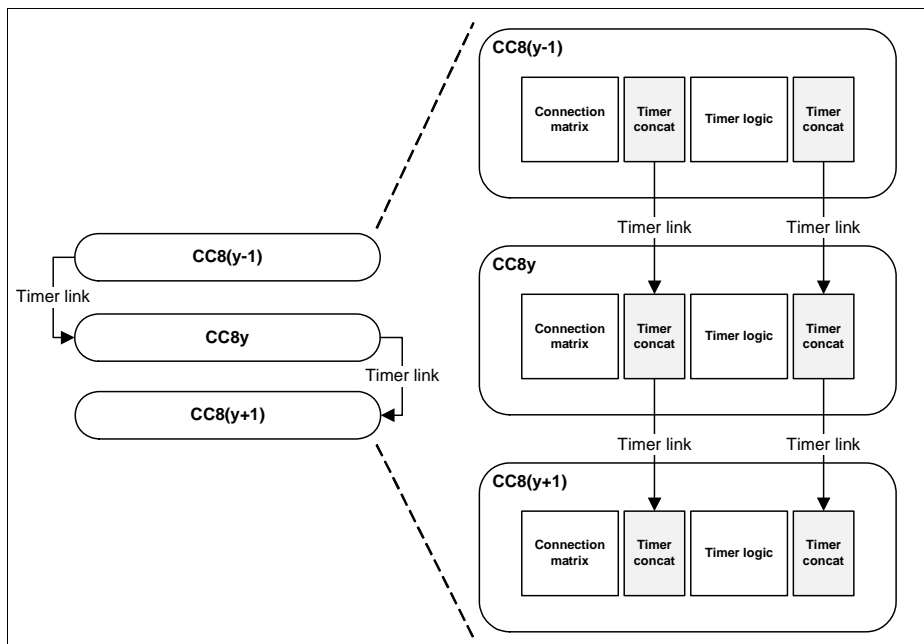 CC8(y-1)
Timer link
CC8y
Timer link
CC8(y+1)
CC8(y-1)
Connection
matrix
Timer
concat
Timer logic
Timer
concat
Timer link
Timer link
CC8y
Connection
matrix
Timer
concat
Timer logic
Timer
concat
Timer link
Timer link
CC8(y+1)
Connection
matrix
Timer
concat
Timer logic
Timer
concat